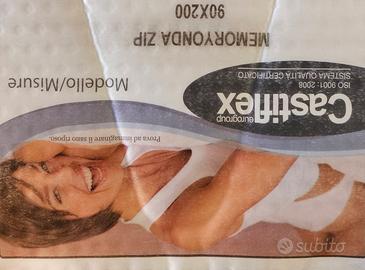 Modello/Misure
MEMORYONDA ZIP
90X200
ISO 9001: 2008
SISTEMA QUALITÀ CERTIFICATO
Castiflex
eurogroup
Prova ad immaginare il sano riposo.
subito